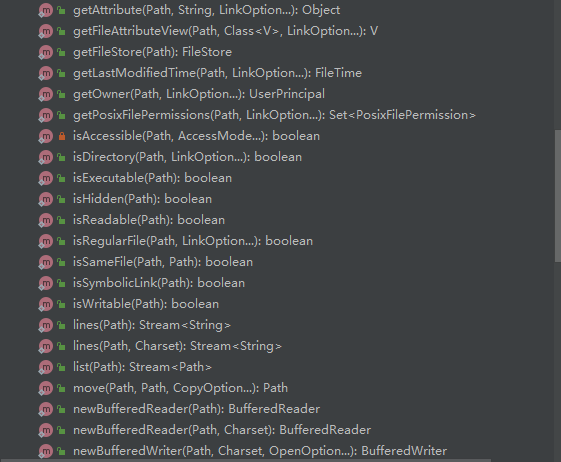 getAttribute(Path, String, LinkOption...): Object
getFileAttributeView(Path, Class<V>, LinkOption...): V
getFileStore(Path): FileStore
getLastModifiedTime(Path, LinkOption...): FileTime
getOwner(Path, LinkOption...): UserPrincipal
getPosixFilePermissions(Path, LinkOption...): Set<PosixFilePermission>
isAccessible(Path, AccessMode...): boolean
isDirectory(Path, LinkOption...): boolean
isExecutable(Path): boolean
isHidden(Path): boolean
isReadable(Path): boolean
isRegularFile(Path, LinkOption...): boolean
isSameFile(Path, Path): boolean
isSymbolicLink(Path): boolean
isWritable(Path): boolean
lines(Path): Stream<String>
lines(Path, Charset): Stream<String>
list(Path): Stream<Path>
move(Path, Path, CopyOption...): Path
newBufferedReader(Path): BufferedReader
newBufferedReader(Path, Charset): BufferedReader
newBufferedWriter(Path, Charset, OpenOption...): BufferedWriter